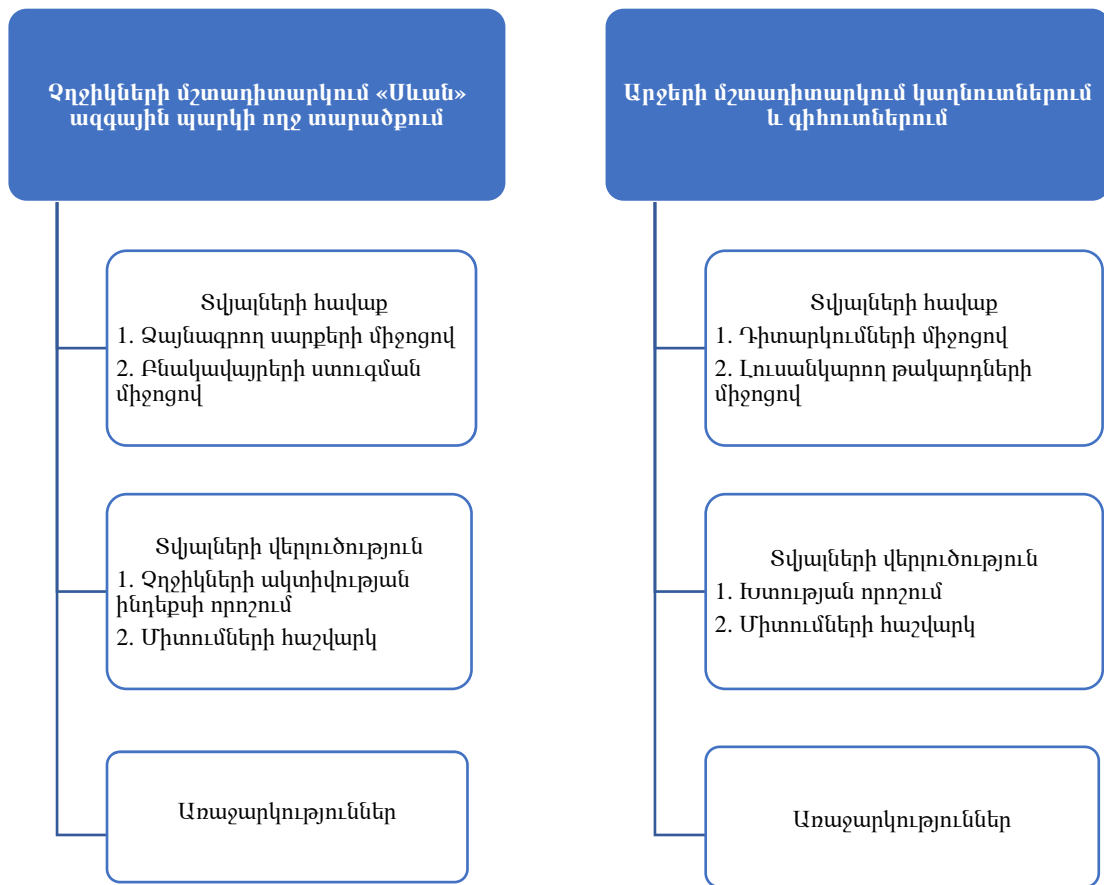 Չղջիկների մշտադիտարկում «Սևան»
ազգային պարկի ողջ տարածքում
Տվյալների հավաք
1. Ձայնագրող սարքերի միջոցով
2. Բնակավայրերի ստուգման
միջոցով
Տվյալների վերլուծություն
1. Չղջիկների ակտիվության
ինդեքսի որոշում
2. Միտումների հաշվարկ
Առաջարկություններ
Արջերի մշտադիտարկում կաղնուտներում
և գիհուտներում
Տվյալների հավաք
1. Դիտարկումների միջոցով
2. Լուսանկարող թակարդների
միջոցով
Տվյալների վերլուծություն
1. Խտության որոշում
2. Միտումների հաշվարկ
Առաջարկություններ